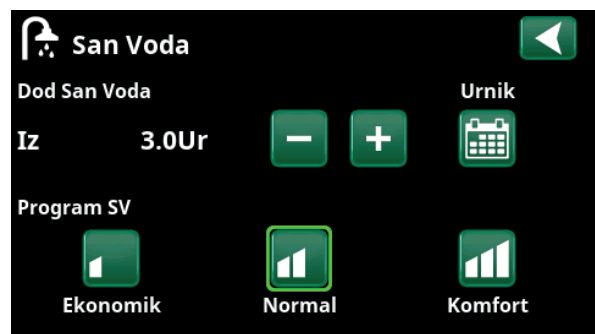 San Voda
Dod San Voda Urnik
Iz 3.0Ur
Program SV
Ekonomik Normal Komfort